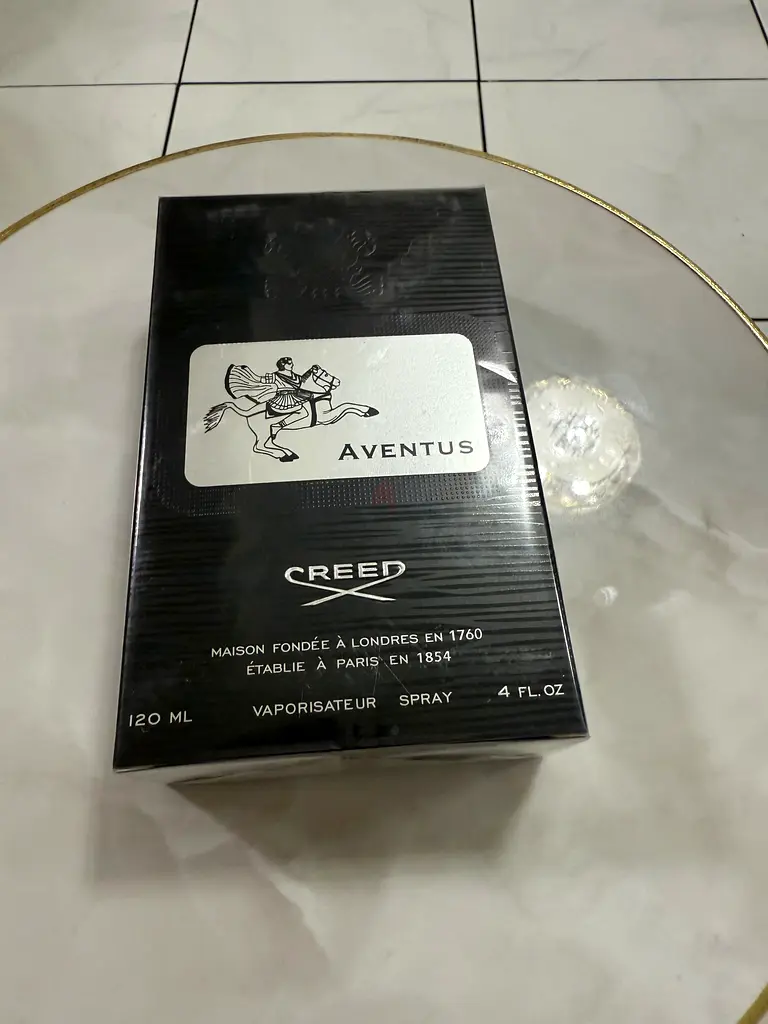 AVENTUS
CREED
MAISON FONDÉE À LONDRES EN 1760
ÉTABLIE À PARIS EN 1854
120 ML VAPORISATEUR SPRAY 4 FL. OZ